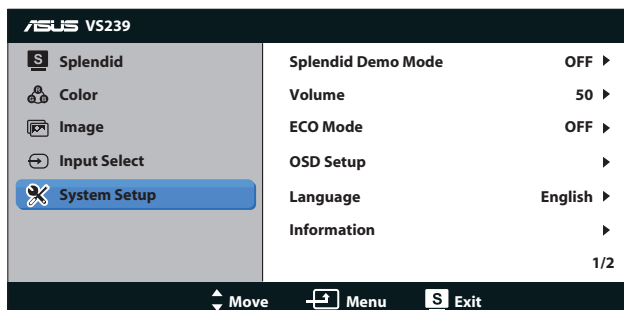 ASUS VS239
S Splendid
Color
Image
Input Select
System Setup
Splendid Demo Mode OFF
Volume 50
ECO Mode OFF
OSD Setup
Language English
Information
1/2
Move Menu S Exit